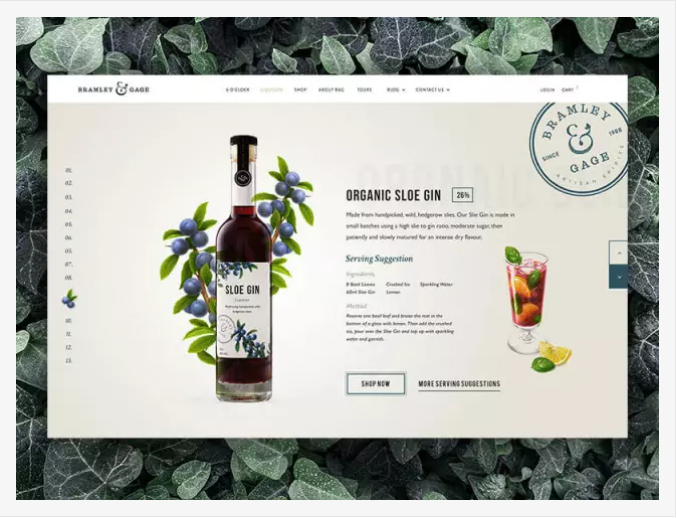 BRAMLEY & GAGE
6 O'CLOCK
SHOP
ABOUT B&G
TOURS
BLOG
CONTACT US
LOGIN
CART
BRAMLEY
&
GAGE
SINCE
1988
ARTISAN SPIRITS
01.
02.
03.
04.
05.
06.
07.
08.
10.
11.
12.
13.
ORGANIC SLOE GIN
26%
Made from handpicked, wild, hedgerow sloes. Our Sloe Gin is made in
small batches using a high sloe to gin ratio, moderate sugar, then
patiently and slowly matured for an intense dry flavour.
Serving Suggestion
Ingredients
8 Basil Leaves
Crushed Ice
Sparkling Water
60ml Sloe Gin
Lemon
Method
Reserve one basil leaf and bruise the rest in the
bottom of a glass with lemon. Then add the crushed
ice, pour over the Sloe Gin and top up with sparkling
water and garnish.
SHOP NOW
MORE SERVING SUGGESTIONS
SLOE GIN